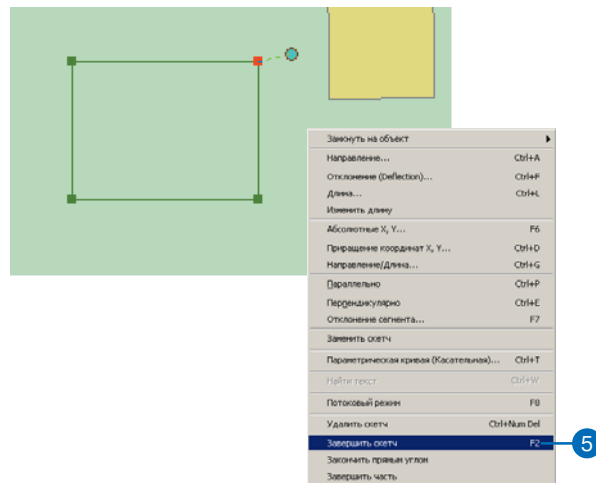 Замкнуть на объект
Направление... Ctrl+A
Отклонение (Deflection)... Ctrl+F
Длина... Ctrl+L
Изменить длину
Абсолютные X, Y... F6
Приращение координат X, Y... Ctrl+D
Направление/Длина... Ctrl+G
Параллельно Ctrl+P
Перпендикулярно Ctrl+E
Отклонение сегмента... F7
Заменить скетч
Параметрическая кривая (Касательная)... Ctrl+T
Найти текст Ctrl+W
Потоковый режим F8
Удалить скетч Ctrl+Num Del
Завершить скетч F2
5
Закончить прямым углом
Завершить часть